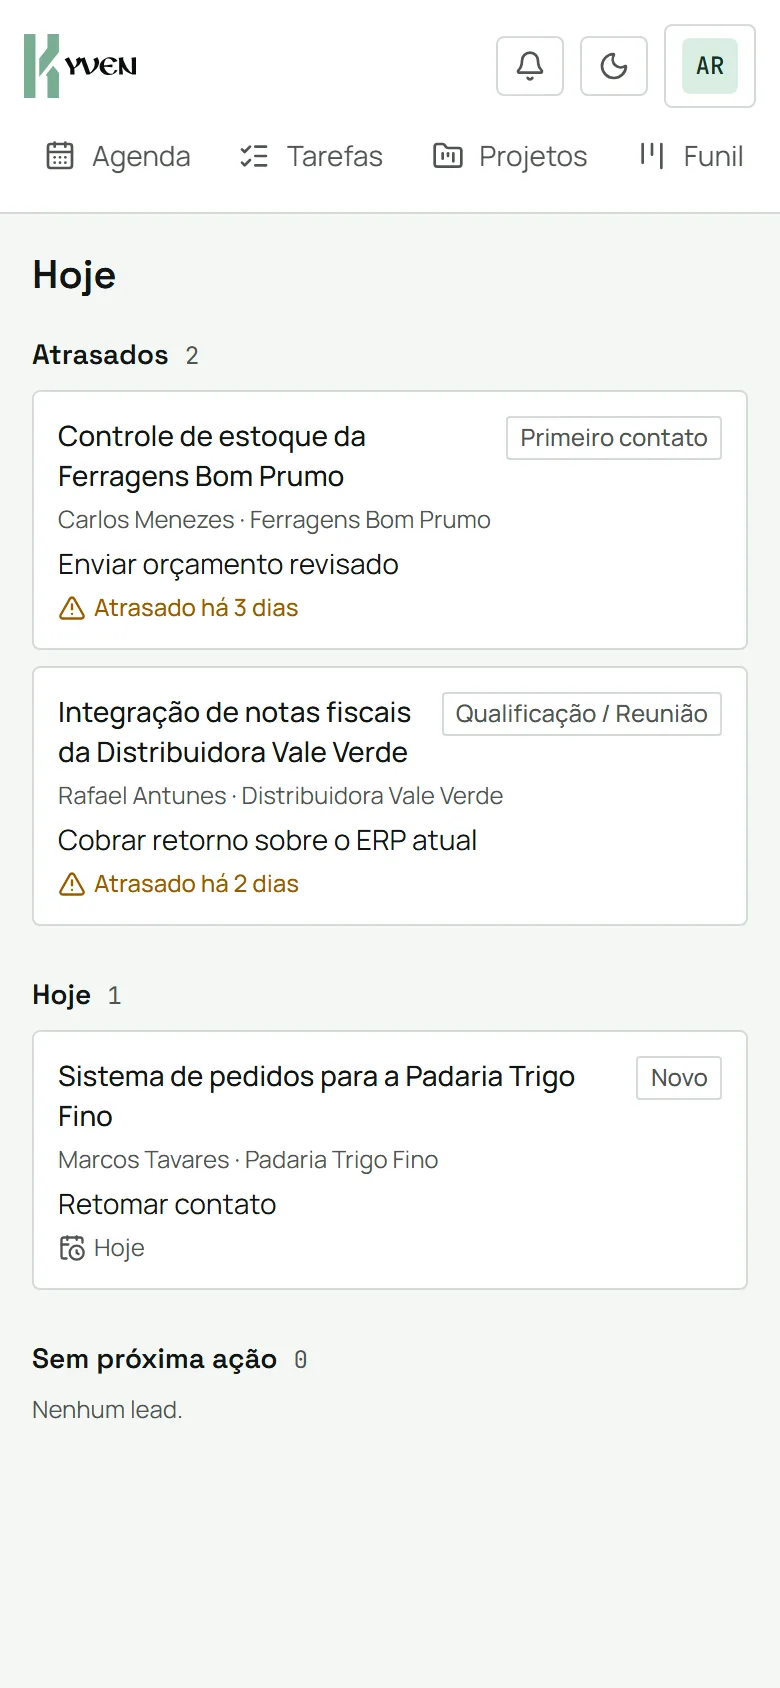 KYVEN
AR
Agenda Tarefas Projetos Funil
Hoje
Atrasados 2
Controle de estoque da
Ferragens Bom Prumo
Primeiro contato
Carlos Menezes · Ferragens Bom Prumo
Enviar orçamento revisado
Atrasado há 3 dias
Integração de notas fiscais
da Distribuidora Vale Verde
Qualificação / Reunião
Rafael Antunes · Distribuidora Vale Verde
Cobrar retorno sobre o ERP atual
Atrasado há 2 dias
Hoje 1
Sistema de pedidos para a Padaria Trigo
Fino
Novo
Marcos Tavares · Padaria Trigo Fino
Retomar contato
Hoje
Sem próxima ação 0
Nenhum lead.